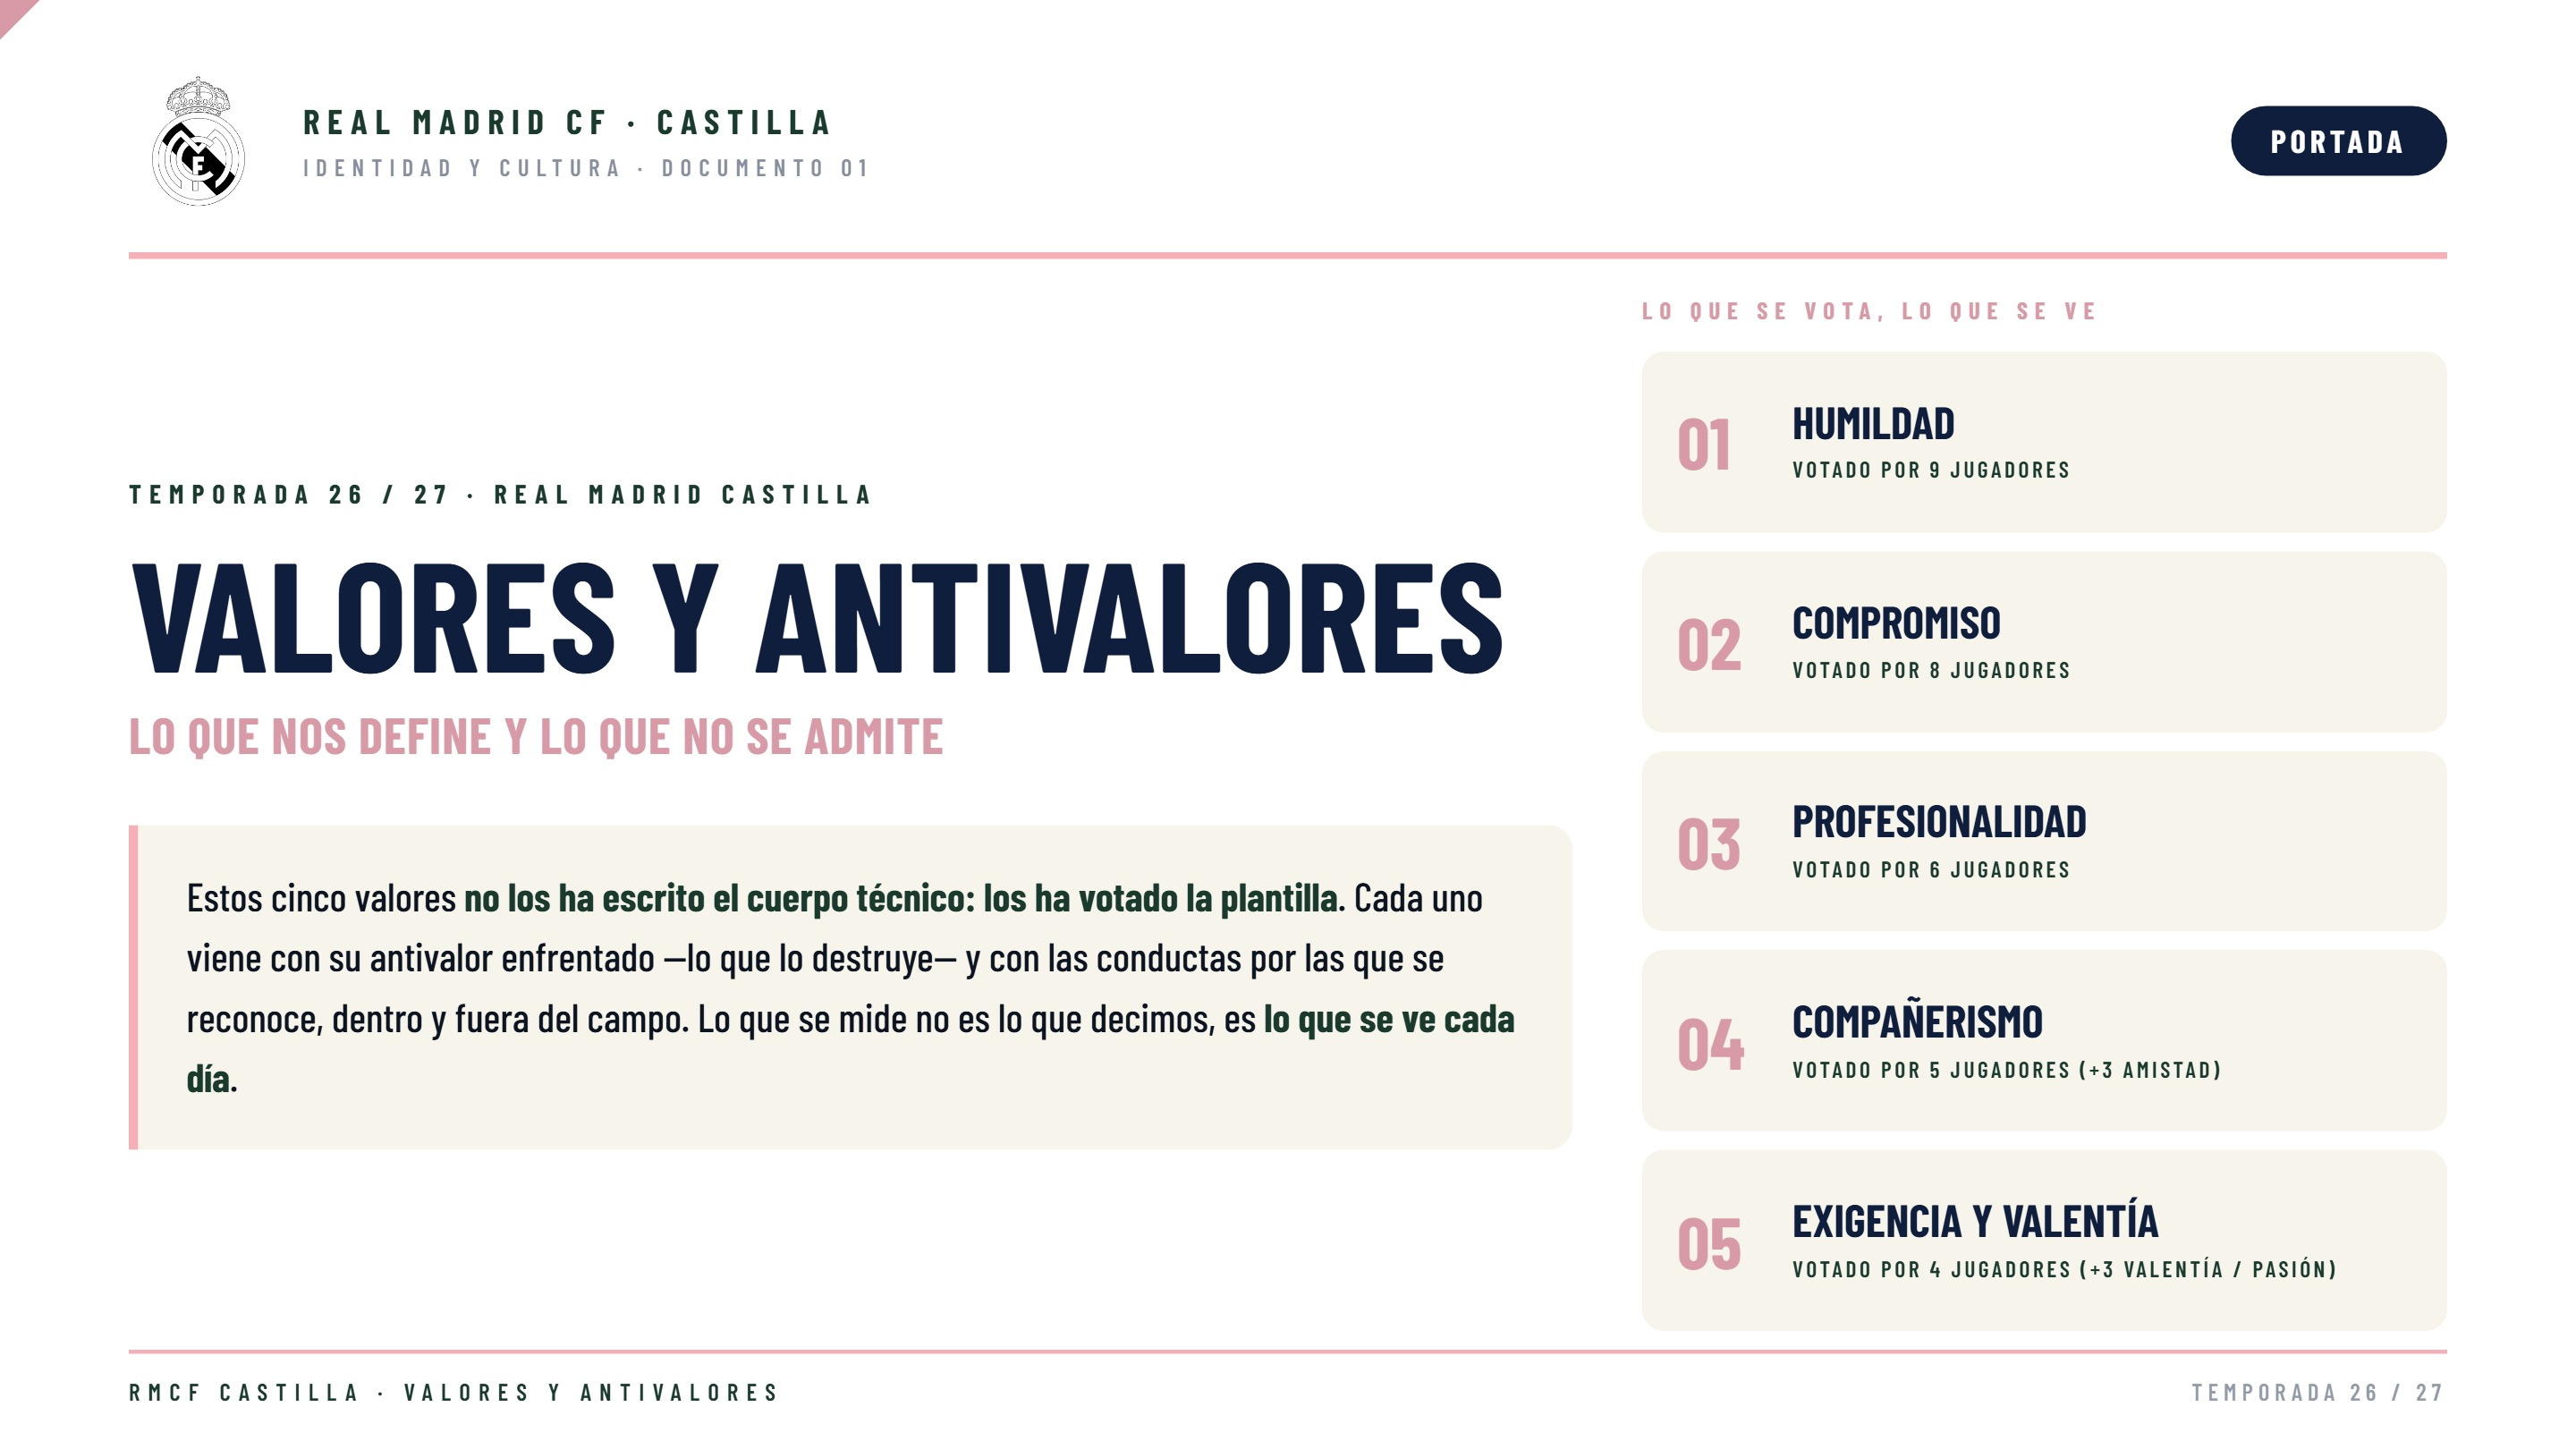 REAL MADRID CF · CASTILLA
IDENTIDAD Y CULTURA · DOCUMENTO 01
PORTADA
TEMPORADA 26 / 27 · REAL MADRID CASTILLA
VALORES Y ANTIVALORES
LO QUE NOS DEFINE Y LO QUE NO SE ADMITE
Estos cinco valores no los ha escrito el cuerpo técnico: los ha votado la plantilla. Cada uno
viene con su antivalor enfrentado —lo que lo destruye— y con las conductas por las que se
reconoce, dentro y fuera del campo. Lo que se mide no es lo que decimos, es lo que se ve cada
día.
LO QUE SE VOTA, LO QUE SE VE
01
HUMILDAD
VOTADO POR 9 JUGADORES
02
COMPROMISO
VOTADO POR 8 JUGADORES
03
PROFESIONALIDAD
VOTADO POR 6 JUGADORES
04
COMPAÑERISMO
VOTADO POR 5 JUGADORES (+3 AMISTAD)
05
EXIGENCIA Y VALENTÍA
VOTADO POR 4 JUGADORES (+3 VALENTÍA / PASIÓN)
RMCF CASTILLA · VALORES Y ANTIVALORES
TEMPORADA 26 / 27